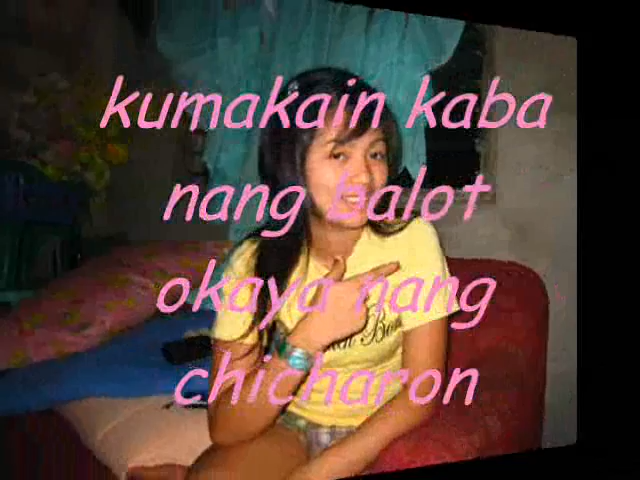 kumakain kaba
nang balot
okaya nang
chicharon